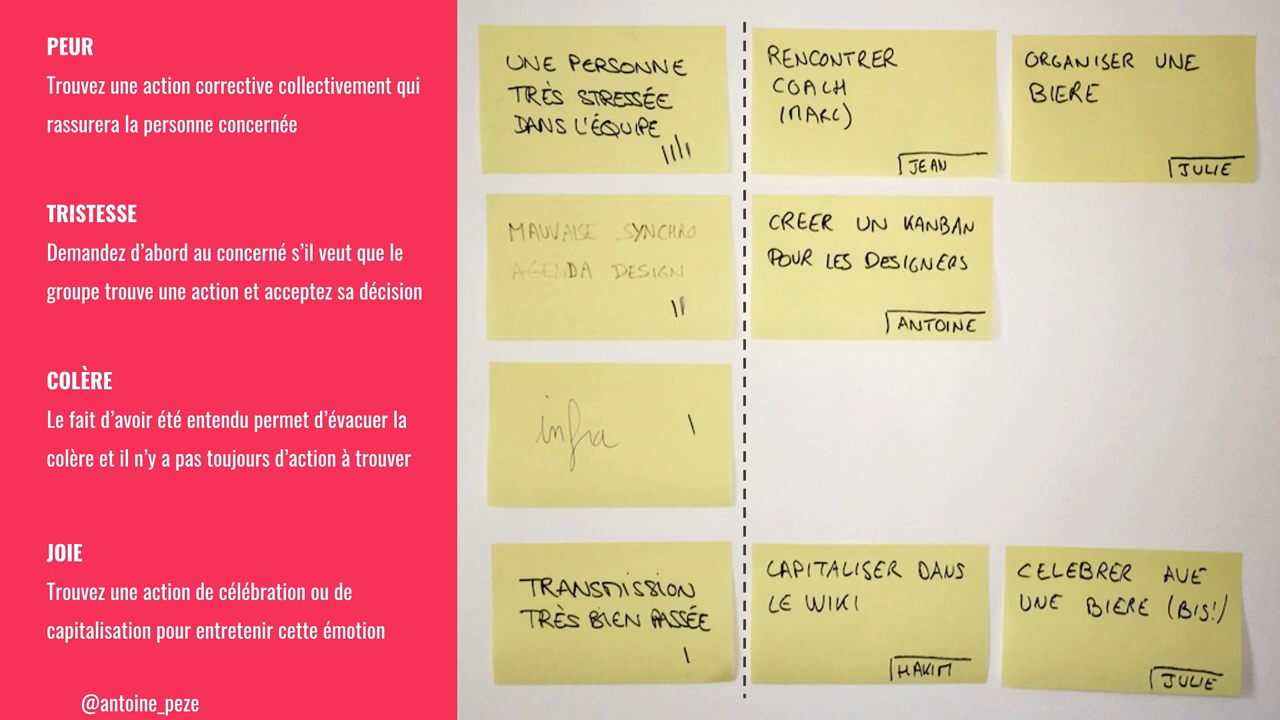 PEUR
Trouvez une action corrective collectivement qui
rassurera la personne concernée
TRISTESSE
Demandez d’abord au concerné s’il veut que le
groupe trouve une action et acceptez sa décision
COLÈRE
Le fait d’avoir été entendu permet d’évacuer la
colère et il n’y a pas toujours d’action à trouver
JOIE
Trouvez une action de célébration ou de
capitalisation pour entretenir cette émotion
@antoine_peze
UNE PERSONNE
TRÈS STRESSÉE
DANS L'ÉQUIPE
RENCONTRER
COACH
(MARC)
JEAN
ORGANISER UNE
BIERE
JULIE
MAUVAISE SYNCHRO
AGENDA DESIGN
CREER UN KANBAN
POUR LES DESIGNERS
ANTOINE
infra
TRANSMISSION
TRÈS BIEN PASSÉE
CAPITALISER DANS
LE WIKI
HAKIM
CELEBRER AVE
UNE BIERE (BIS!)
JULIE